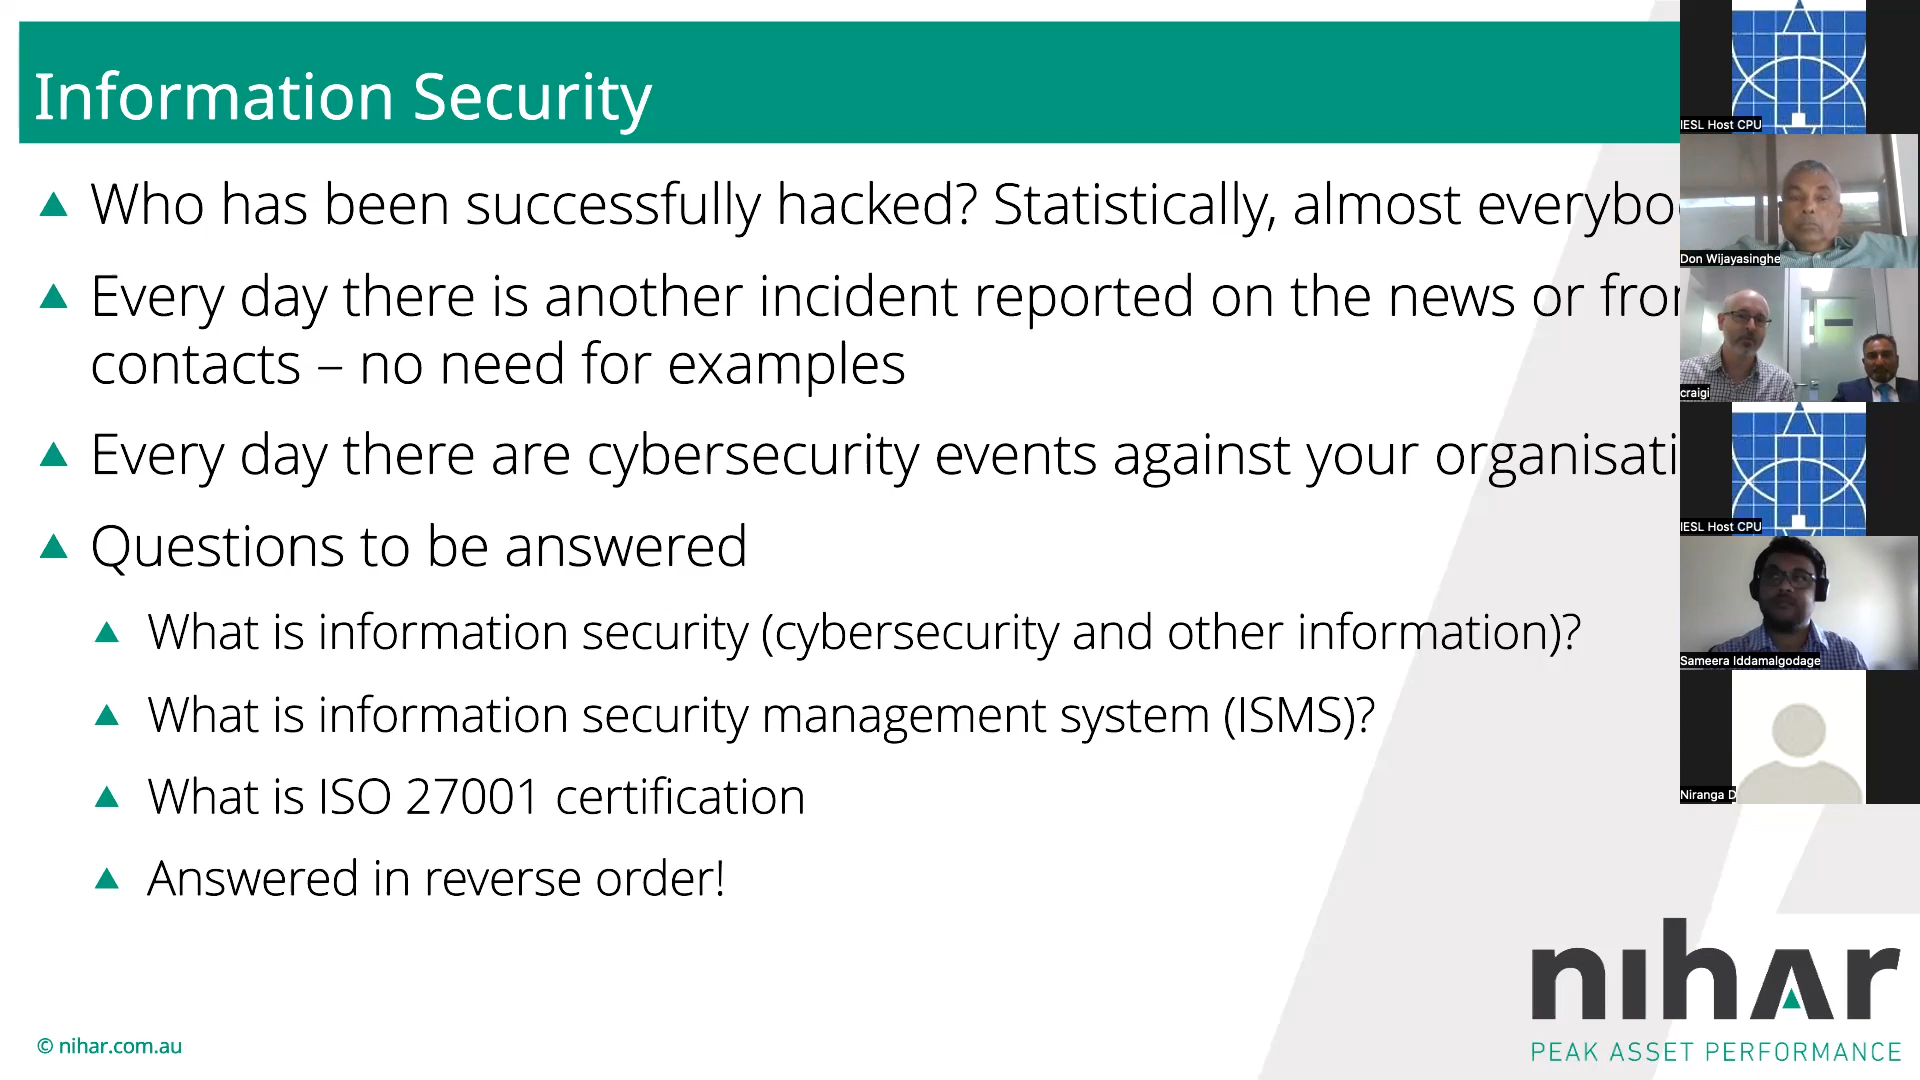 Information Security
Who has been successfully hacked? Statistically, almost
Every day there is another incident reported on the news or
contacts – no need for examples
Every day there are cybersecurity events against your
Questions to be answered
What is information security (cybersecurity and other information)?
What is information security management system (ISMS)?
What is ISO 27001 certification
Answered in reverse order!
© nihar.com.au
nihar
PEAK ASSET PERFORMANCE
IESL Host CPU
Don Wijayasinghe
craigi
IESL Host CPU
Sameera Iddamalgodage
Niranga D